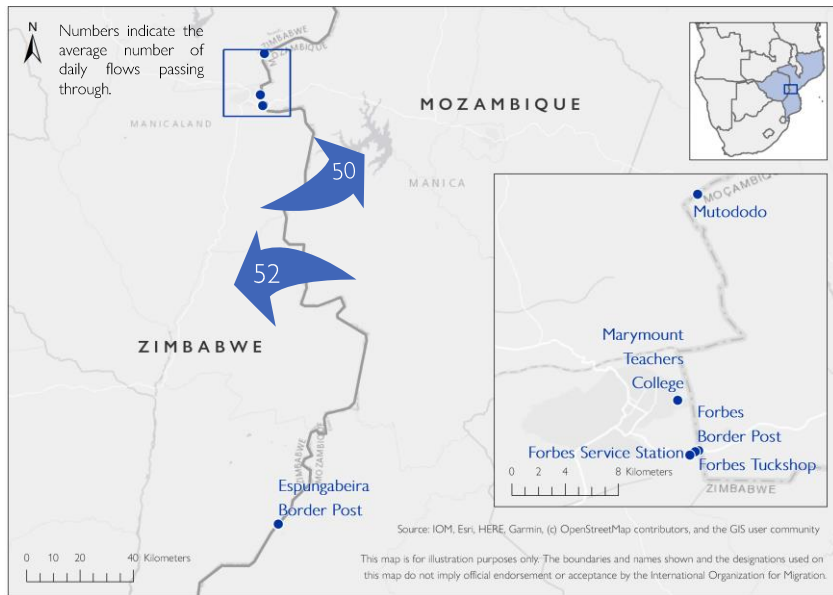 N
Numbers indicate the
average number of
daily flows passing
through.
ZIMBABWE
MOZAMBIQUE
MOZAMBIQUE
MANICALAND
MANICA
50
52
ZIMBABWE
ZIMBABWE
MOZAMBIQUE
Espungabeira
Border Post
0 20 40 Kilometers
MOÇAMBIQUE
Mutododo
Marymount
Teachers
College
Forbes
Border Post
Forbes Service Station
Forbes Tuckshop
0 2 4 8 Kilometers
ZIMBABWE
Source: IOM, Esri, HERE, Garmin, (c) OpenStreetMap contributors, and the GIS user community
This map is for illustration purposes only. The boundaries and names shown and the designations used on
this map do not imply official endorsement or acceptance by the International Organization for Migration.